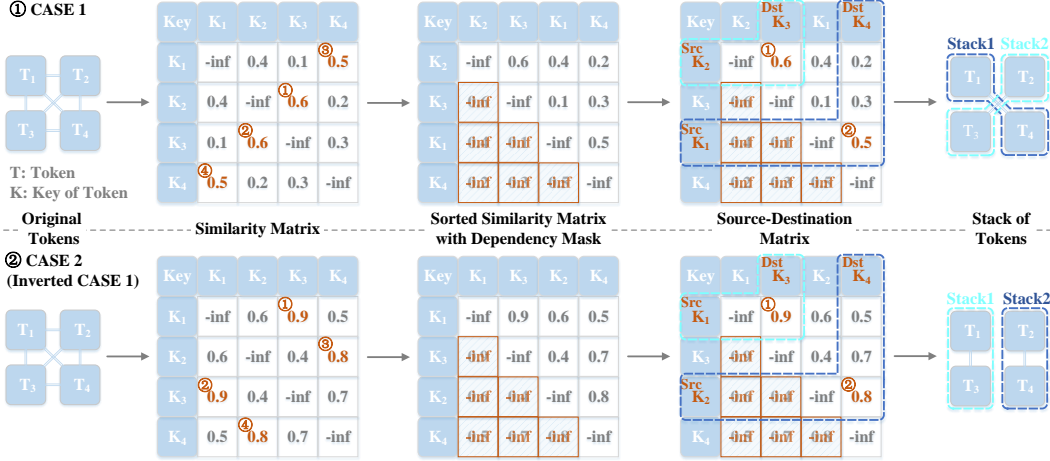 ① CASE 1
T₁ T₂
T₃ T₄
T: Token
K: Key of Token
Key K₁ K₂ K₃ K₄
K₁ -inf 0.4 0.1 ③ 0.5
K₂ 0.4 -inf ① 0.6 0.2
K₃ 0.1 ② 0.6 -inf 0.3
K₄ ④ 0.5 0.2 0.3 -inf
Key K₂ K₃ K₁ K₄
K₂ -inf 0.6 0.4 0.2
K₃ -inf -inf 0.1 0.3
K₁ -inf -inf -inf 0.5
K₄ -inf -inf -inf -inf
Key K₂ Dst K₃ K₁ Dst K₄
Src K₂ -inf ① 0.6 0.4 0.2
K₃ -inf -inf 0.1 0.3
Src K₁ -inf -inf -inf ② 0.5
K₄ -inf -inf -inf -inf
Stack1 Stack2
T₁ T₂
T₃ T₄
Original
Tokens
Similarity Matrix
Sorted Similarity Matrix
with Dependency Mask
Source-Destination
Matrix
Stack of
Tokens
② CASE 2
(Inverted CASE 1)
T₁ T₂
T₃ T₄
Key K₁ K₂ K₃ K₄
K₁ -inf 0.6 ① 0.9 0.5
K₂ 0.6 -inf 0.4 ③ 0.8
K₃ ② 0.9 0.4 -inf 0.7
K₄ 0.5 ④ 0.8 0.7 -inf
Key K₁ K₃ K₂ K₄
K₁ -inf 0.9 0.6 0.5
K₃ -inf -inf 0.4 0.7
K₂ -inf -inf -inf 0.8
K₄ -inf -inf -inf -inf
Key K₁ Dst K₃ K₂ Dst K₄
Src K₁ -inf ① 0.9 0.6 0.5
K₃ -inf -inf 0.4 0.7
Src K₂ -inf -inf -inf ② 0.8
K₄ -inf -inf -inf -inf
Stack1 Stack2
T₁ T₂
T₃ T₄